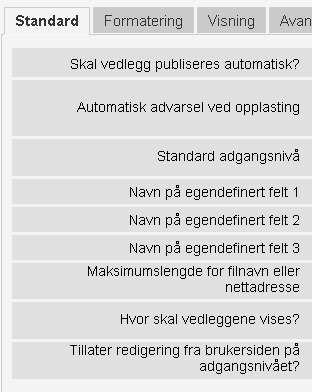 Standard Formatering Visning Avan
Skal vedlegg publiseres automatisk?
Automatisk advarsel ved opplasting
Standard adgangsnivå
Navn på egendefinert felt 1
Navn på egendefinert felt 2
Navn på egendefinert felt 3
Maksimumslengde for filnavn eller
nettadresse
Hvor skal vedleggene vises?
Tillater redigering fra brukersiden på
adgangsnivået?